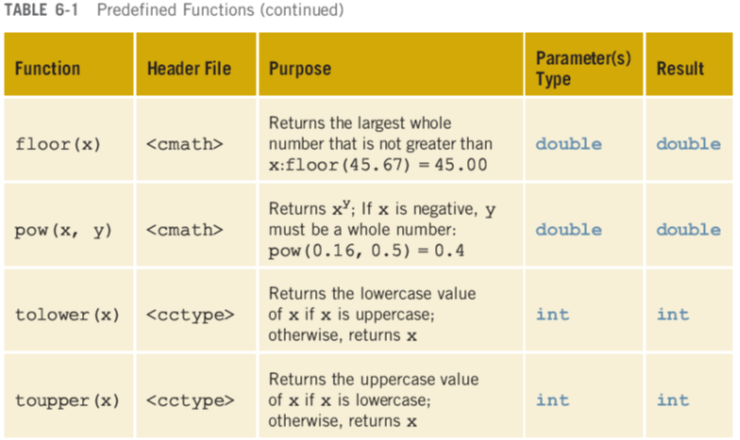 TABLE 6-1 Predefined Functions (continued)
Function Header File Purpose Parameter(s) Type Result
floor(x) <cmath> Returns the largest whole
number that is not greater than
x:floor(45.67) = 45.00 double double
pow(x, y) <cmath> Returns xʸ; If x is negative, y
must be a whole number:
pow(0.16, 0.5) = 0.4 double double
tolower(x) <cctype> Returns the lowercase value
of x if x is uppercase;
otherwise, returns x int int
toupper(x) <cctype> Returns the uppercase value
of x if x is lowercase;
otherwise, returns x int int